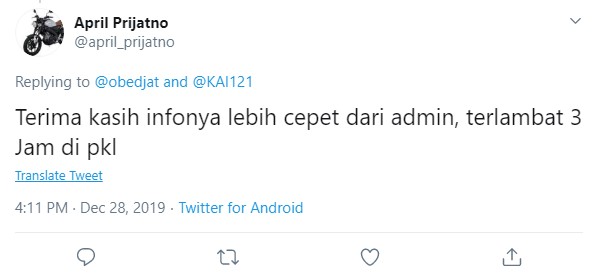 April Prijatno
@april_prijatno
Replying to @obedjat and @KAI121
Terima kasih infonya lebih cepet dari admin, terlambat 3
Jam di pkl
Translate Tweet
4:11 PM · Dec 28, 2019 · Twitter for Android